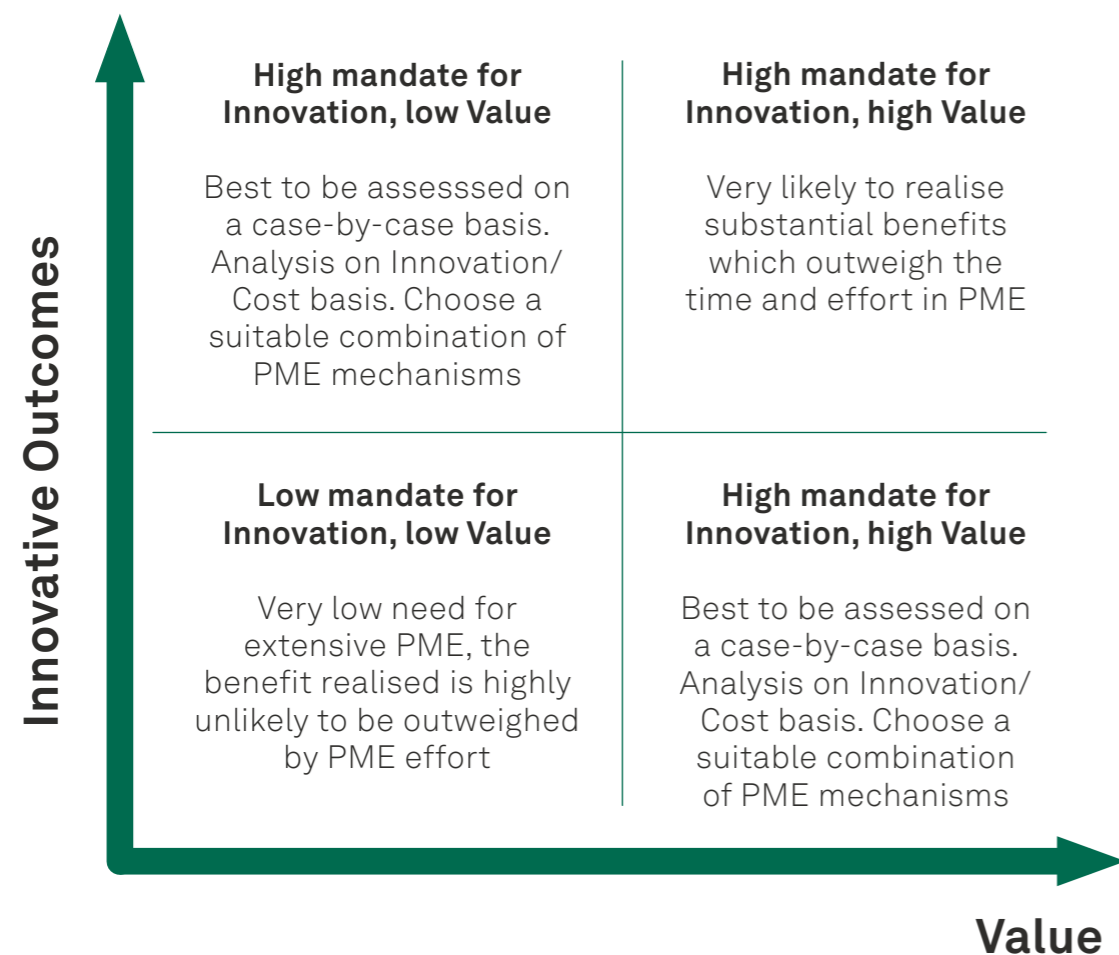 Innovative Outcomes
High mandate for
Innovation, low Value
Best to be assesssed on
a case-by-case basis.
Analysis on Innovation/
Cost basis. Choose a
suitable combination of
PME mechanisms
High mandate for
Innovation, high Value
Very likely to realise
substantial benefits
which outweigh the
time and effort in PME
Low mandate for
Innovation, low Value
Very low need for
extensive PME, the
benefit realised is highly
unlikely to be outweighed
by PME effort
High mandate for
Innovation, high Value
Best to be assessed on
a case-by-case basis.
Analysis on Innovation/
Cost basis. Choose a
suitable combination
of PME mechanisms
Value